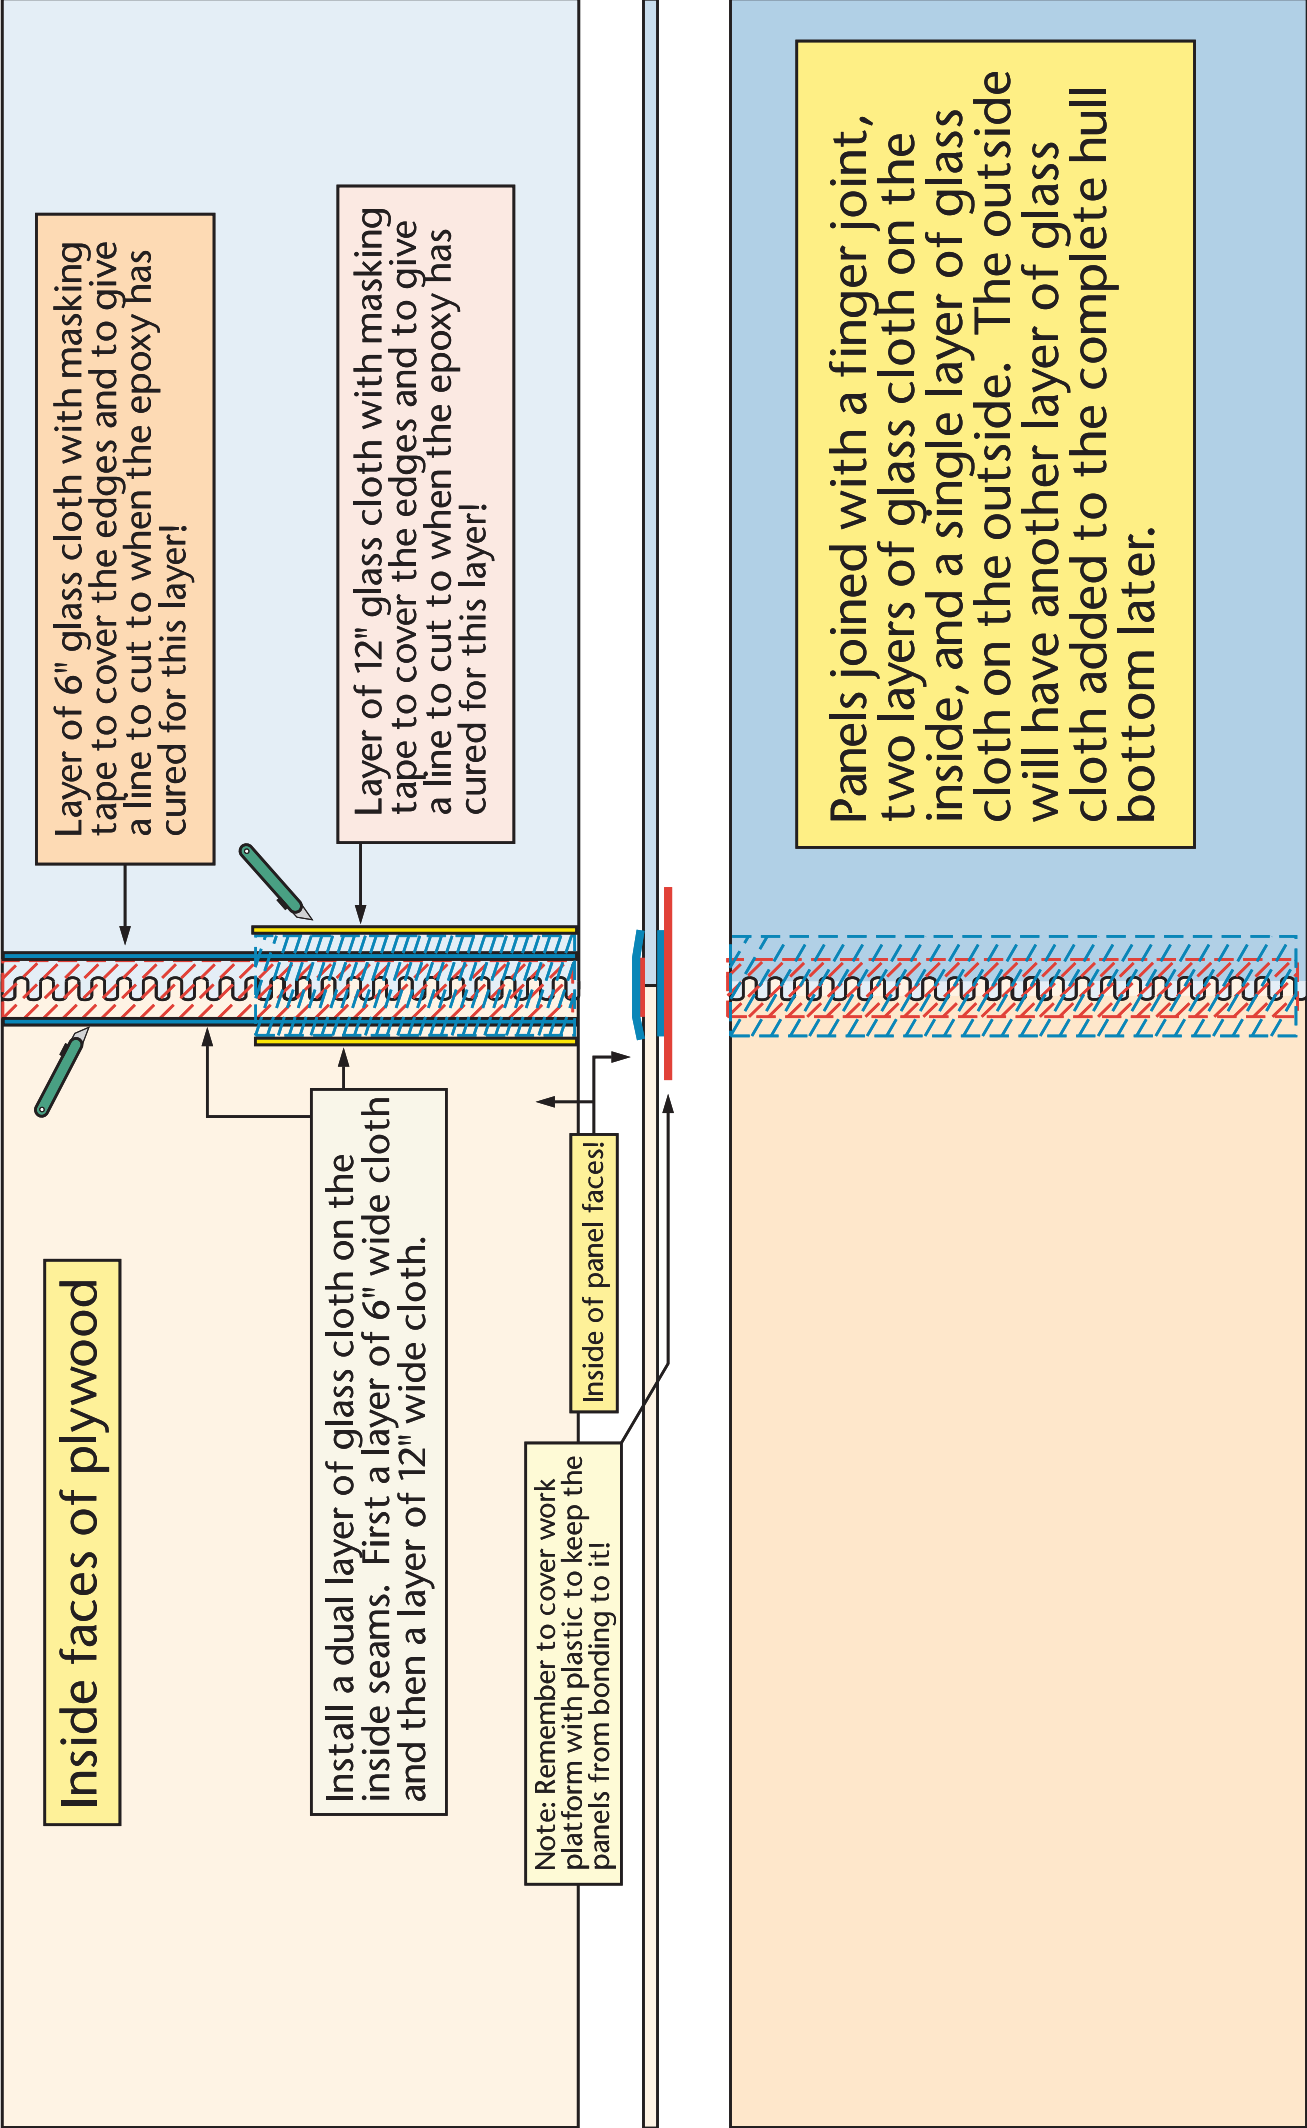 Inside faces of plywood
Layer of 6" glass cloth with masking
tape to cover the edges and to give
a line to cut to when the epoxy has
cured for this layer!
Layer of 12" glass cloth with masking
tape to cover the edges and to give
a line to cut to when the epoxy has
cured for this layer!
Install a dual layer of glass cloth on the
inside seams.  First a layer of 6" wide cloth
and then a layer of 12" wide cloth.
Note: Remember to cover work
platform with plastic to keep the
panels from bonding to it!
Inside of panel faces!
Panels joined with a finger joint,
two layers of glass cloth on the
inside, and a single layer of glass
cloth on the outside.  The outside
will have another layer of glass
cloth added to the complete hull
bottom later.